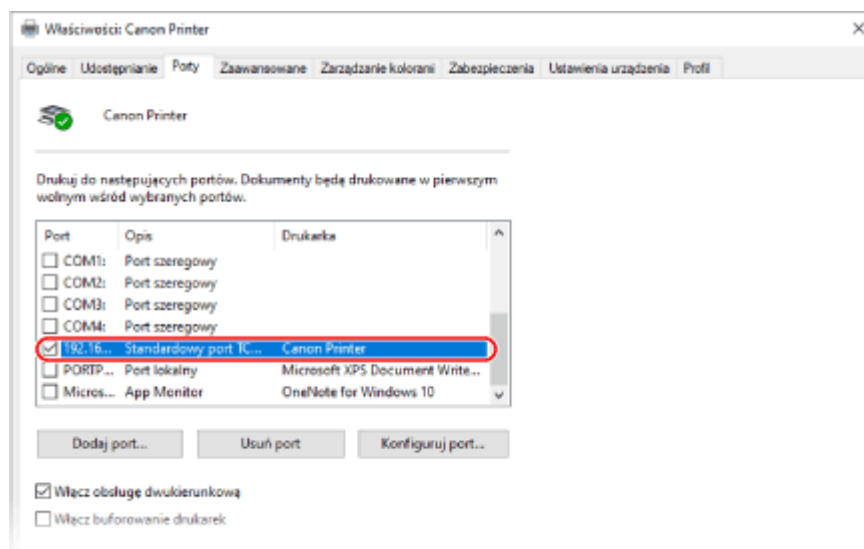 Właściwości: Canon Printer
Ogólne Udostępnianie Porty Zaawansowane Zarządzanie kolorami Zabezpieczenia Ustawienia urządzenia Profil
Canon Printer
Drukuj do następujących portów. Dokumenty będą drukowane w pierwszym
wolnym wśród wybranych portów.
Port Opis Drukarka
COM1: Port szeregowy
COM2: Port szeregowy
COM3: Port szeregowy
COM4: Port szeregowy
192.16... Standardowy port TC... Canon Printer
PORTP... Port lokalny Microsoft XPS Document Write...
Micros... App Monitor OneNote for Windows 10
Dodaj port... Usuń port Konfiguruj port...
Włącz obsługę dwukierunkową
Włącz buforowanie drukarek